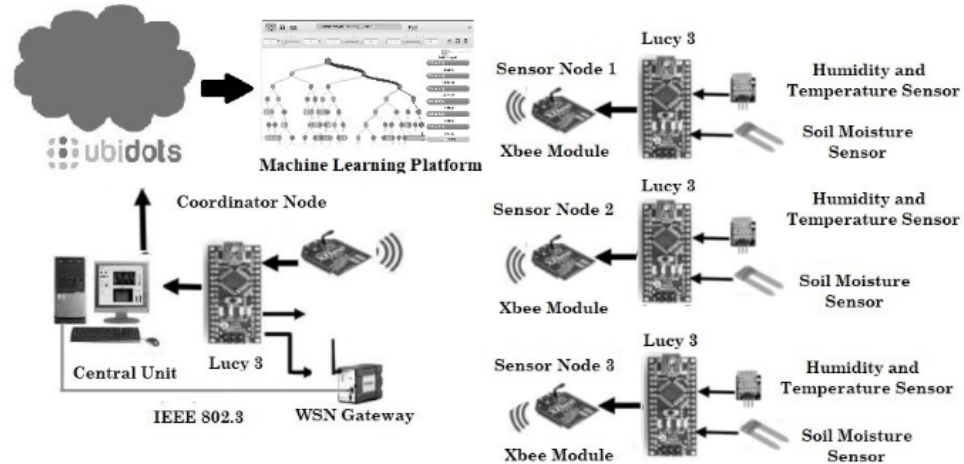 ubidots
Machine Learning Platform
Coordinator Node
Central Unit
Lucy 3
IEEE 802.3
WSN Gateway
Sensor Node 1
Xbee Module
Lucy 3
Humidity and
Temperature Sensor
Soil Moisture
Sensor
Sensor Node 2
Xbee Module
Lucy 3
Humidity and
Temperature Sensor
Soil Moisture
Sensor
Sensor Node 3
Xbee Module
Lucy 3
Humidity and
Temperature Sensor
Soil Moisture
Sensor